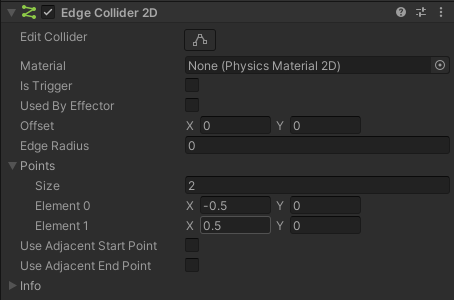 Edge Collider 2D
Edit Collider
Material None (Physics Material 2D)
Is Trigger
Used By Effector
Offset X 0 Y 0
Edge Radius 0
Points
Size 2
Element 0 X -0.5 Y 0
Element 1 X 0.5 Y 0
Use Adjacent Start Point
Use Adjacent End Point
Info